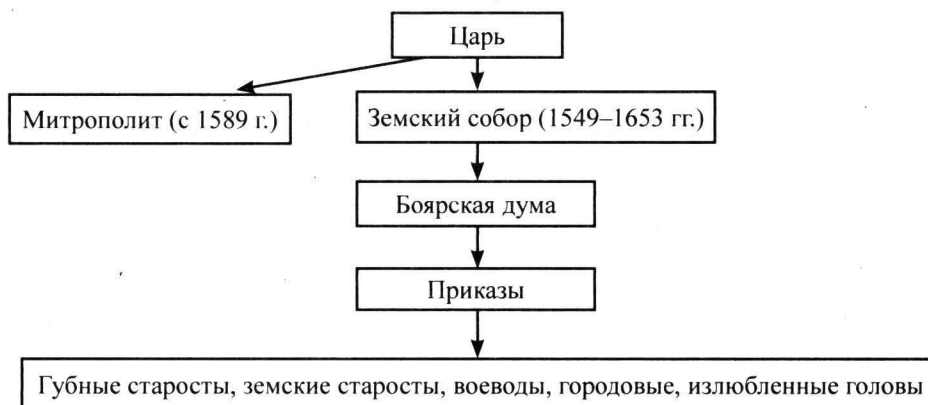 Царь
Митрополит (с 1589 г.)
Земский собор (1549–1653 гг.)
Боярская дума
Приказы
Губные старосты, земские старосты, воеводы, городовые, излюбленные головы